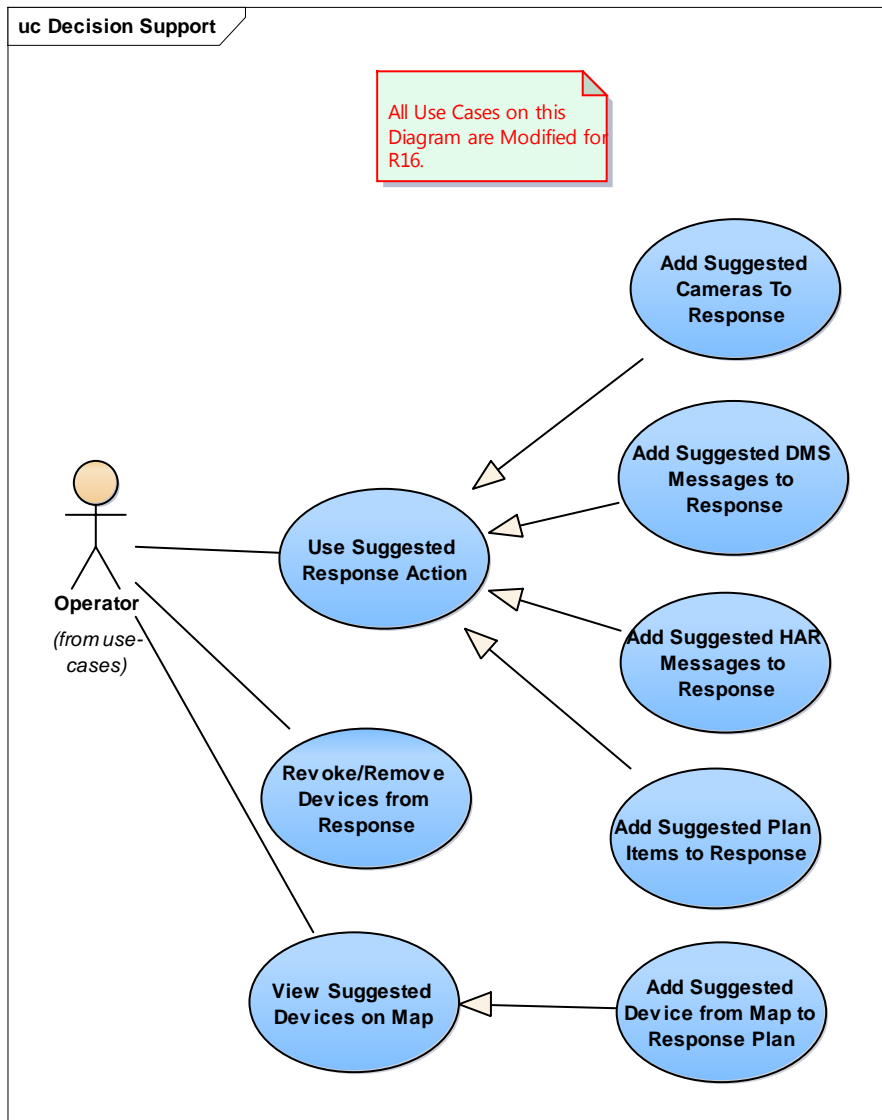 uc Decision Support
All Use Cases on this
Diagram are Modified for
R16.
Add Suggested
Cameras To
Response
Add Suggested DMS
Messages to
Response
Use Suggested
Response Action
Operator
(from use-
cases)
Add Suggested HAR
Messages to
Response
Revoke/Remove
Devices from
Response
Add Suggested Plan
Items to Response
View Suggested
Devices on Map
Add Suggested
Device from Map to
Response Plan